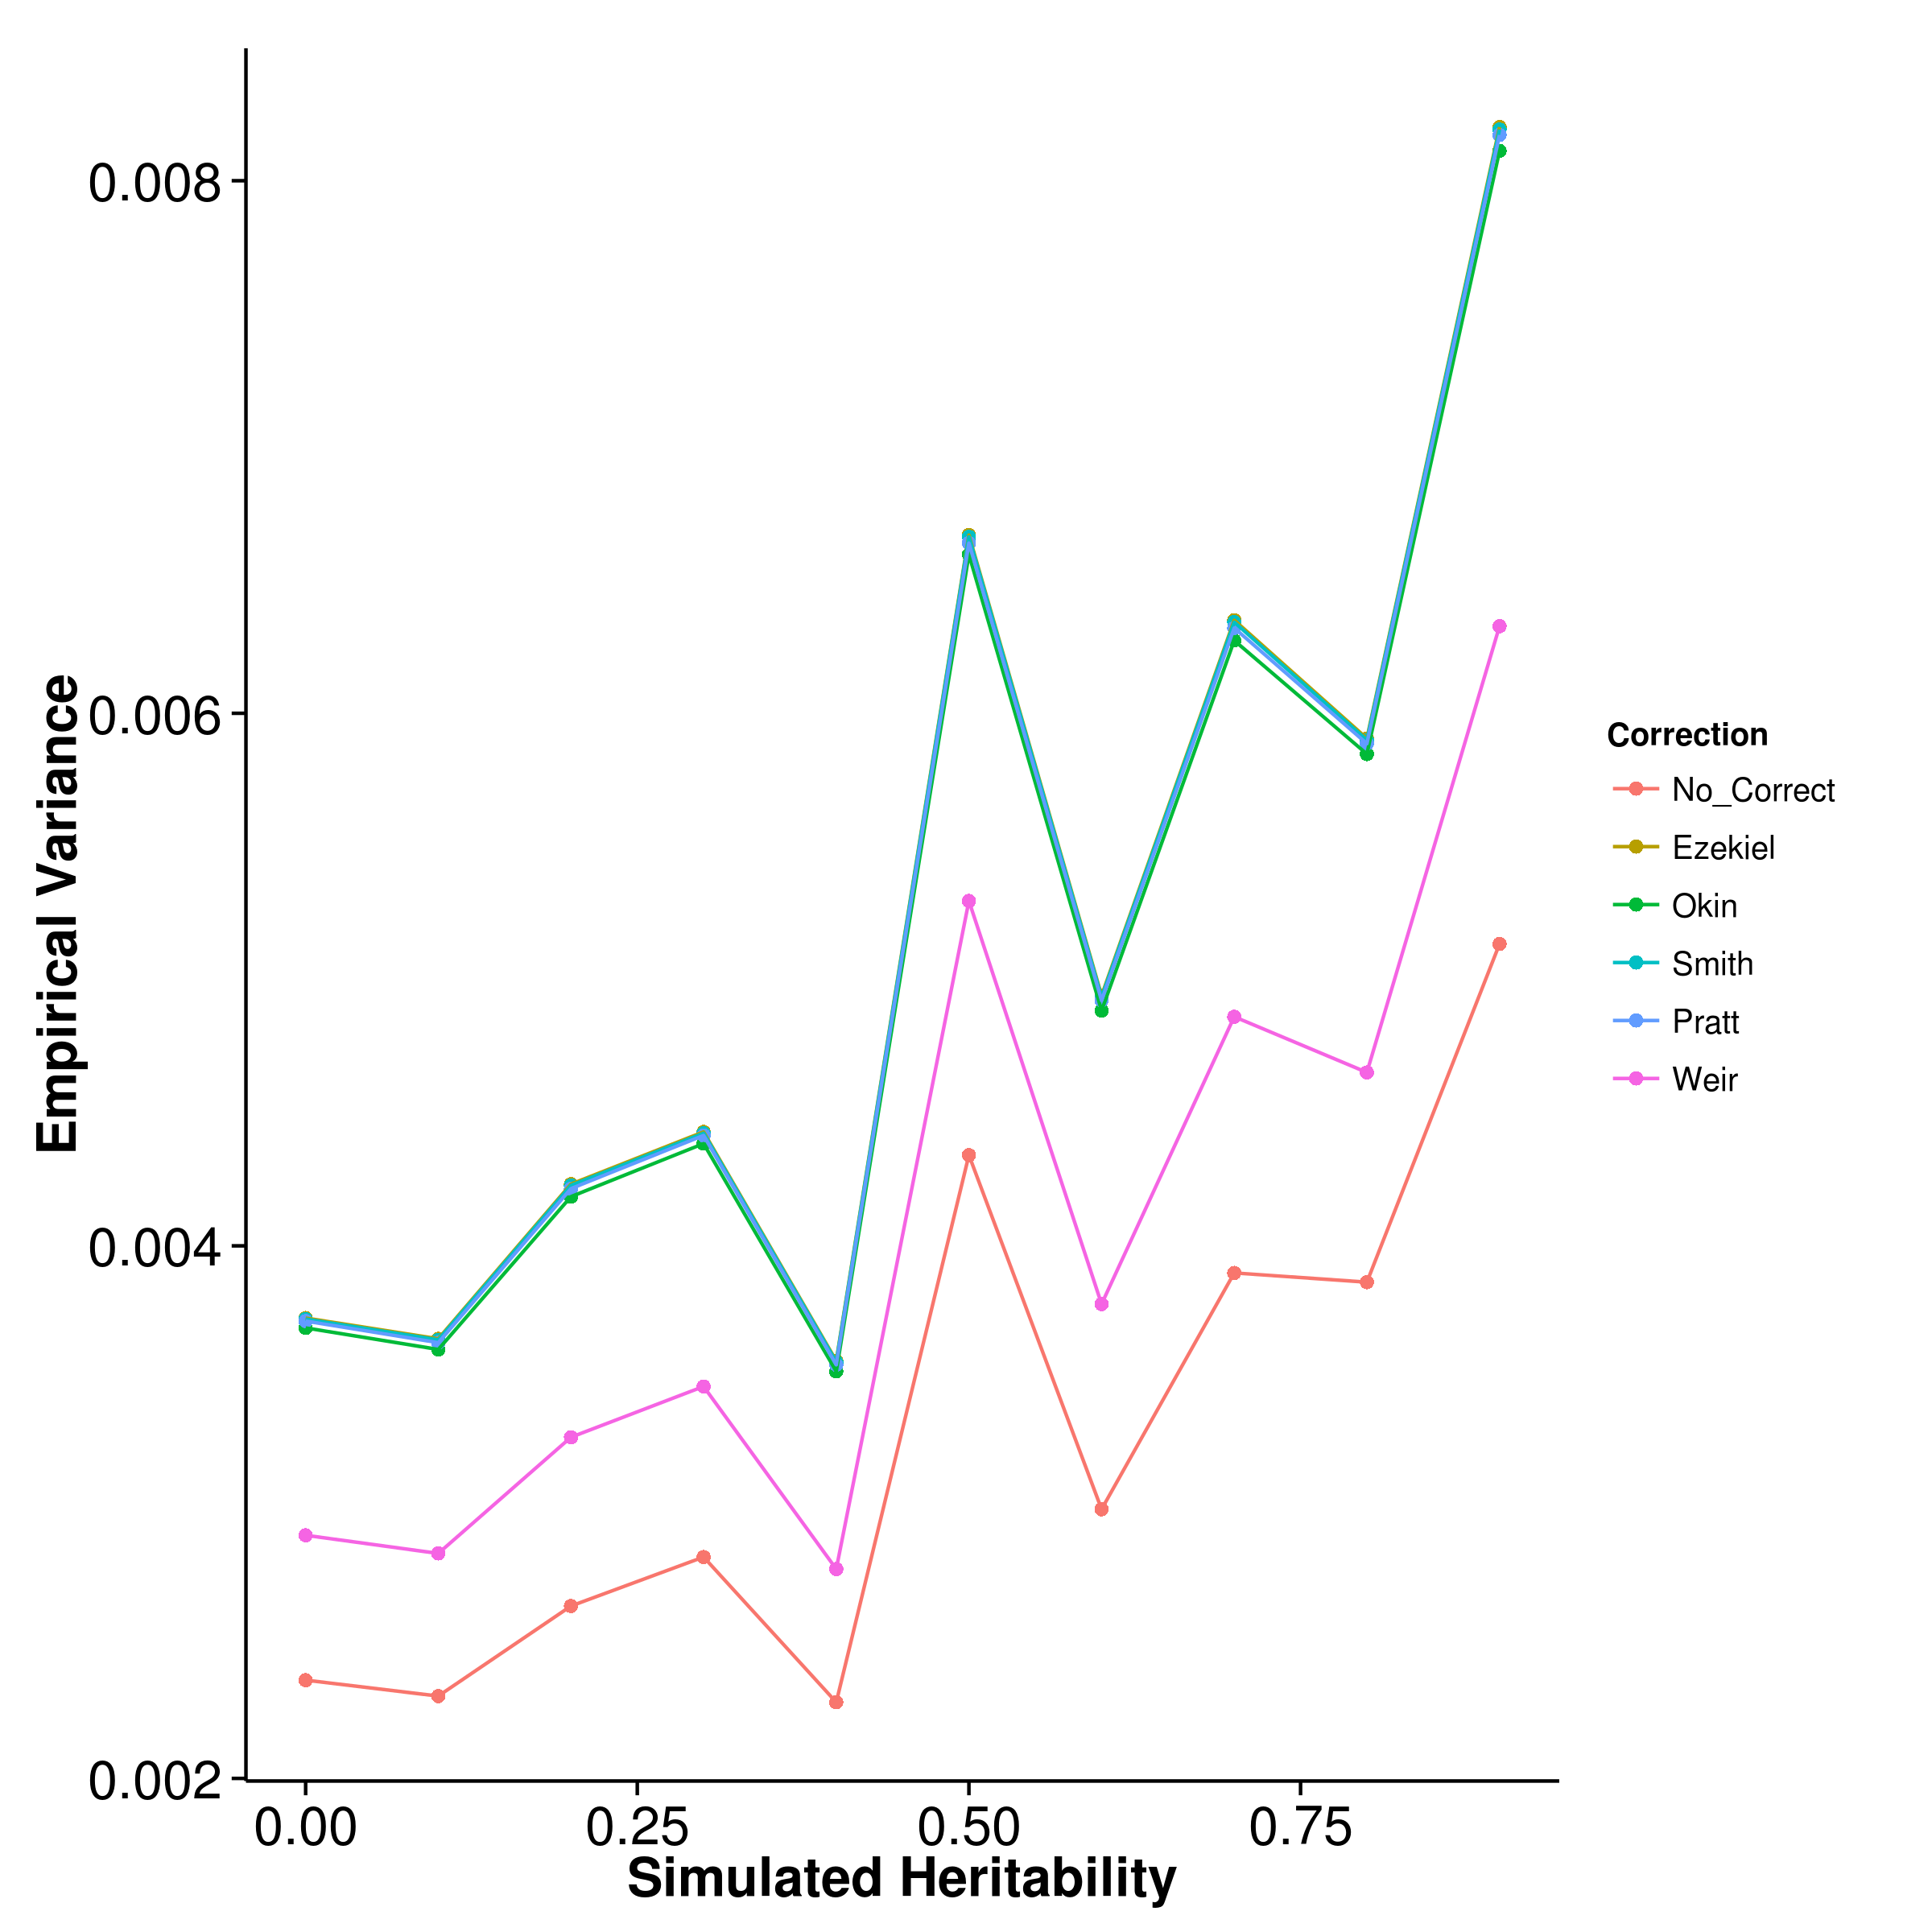 Empirical Variance
0.008
0.006
0.004
0.002
0.00 0.25 0.50 0.75
Simulated Heritability
Correction
No_Correct
Ezekiel
Okin
Smith
Pratt
Weir